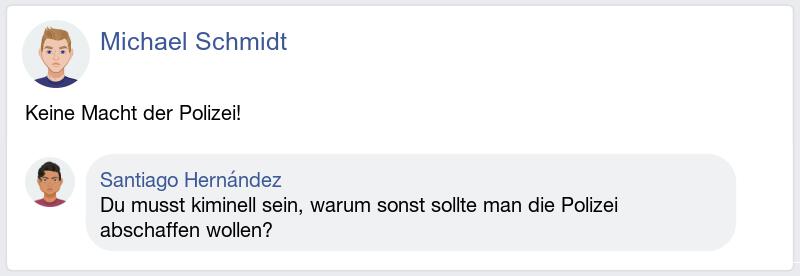 Michael Schmidt
Keine Macht der Polizei!
Santiago Hernández
Du musst kiminell sein, warum sonst sollte man die Polizei
abschaffen wollen?